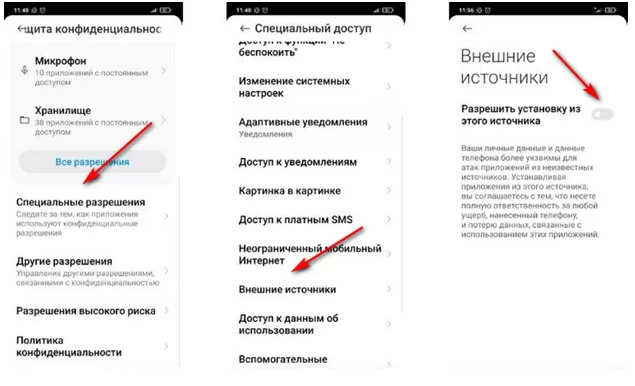 11:48
щита конфиденциальнос
Микрофон
10 приложений с постоянным
доступом
Хранилище
38 приложений с постоянным
доступом
Все разрешения
Специальные разрешения
Следите за тем, как приложения
используют конфиденциальные
разрешения
Другие разрешения
Управление другими разрешениями,
связанными с конфиденциальностью
Разрешения высокого риска
Политика
конфиденциальности
11:48
Специальный доступ
Доступ к функции "Не
беспокоить"
Изменение системных
настроек
Адаптивные уведомления
Уведомления
Доступ к уведомлениям
Картинка в картинке
Доступ к платным SMS
Неограниченный мобильный
Интернет
Внешние источники
Доступ к данным об
использовании
Вспомогательные
11:56
Внешние
источники
Разрешить установку из
этого источника
Ваши личные данные и данные
телефона более уязвимы для
атак приложений из неизвестных
источников. Устанавливая
приложения из этого источника,
вы соглашаетесь с тем, что несете
полную ответственность за любой
ущерб, нанесенный телефону,
и потерю данных, связанные с
использованием этих приложений.